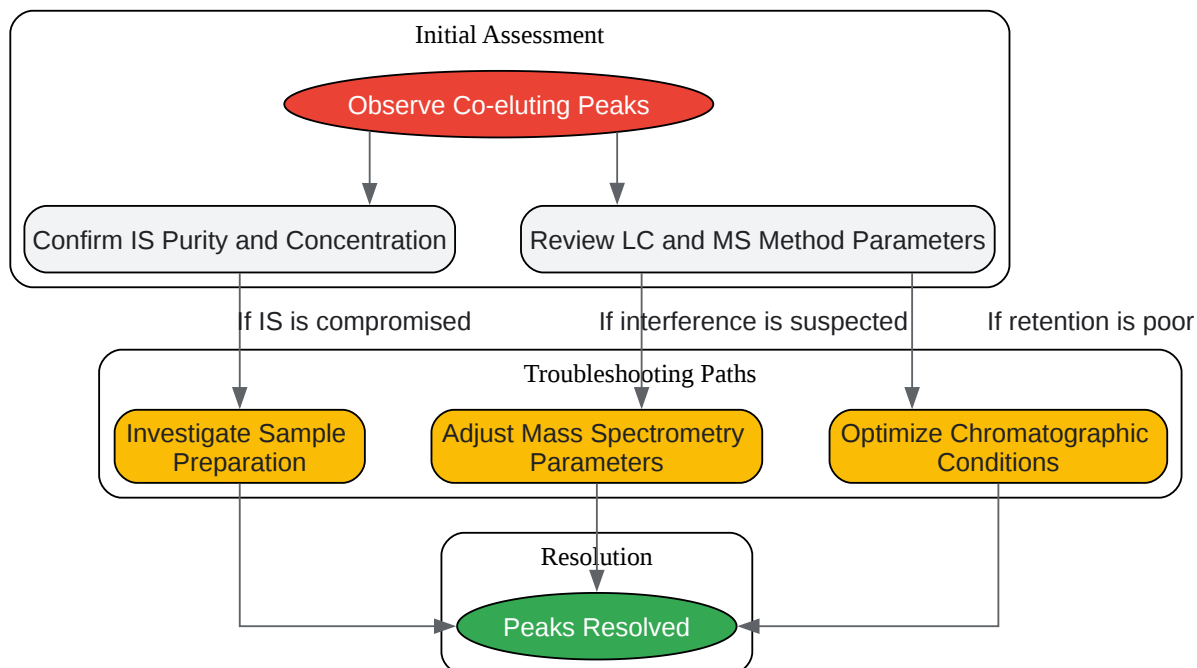 Initial Assessment
Observe Co-eluting Peaks
Confirm IS Purity and Concentration
Review LC and MS Method Parameters
If IS is compromised
If interference is suspected
If retention is poor
Troubleshooting Paths
Investigate Sample
Preparation
Adjust Mass Spectrometry
Parameters
Optimize Chromatographic
Conditions
Resolution
Peaks Resolved